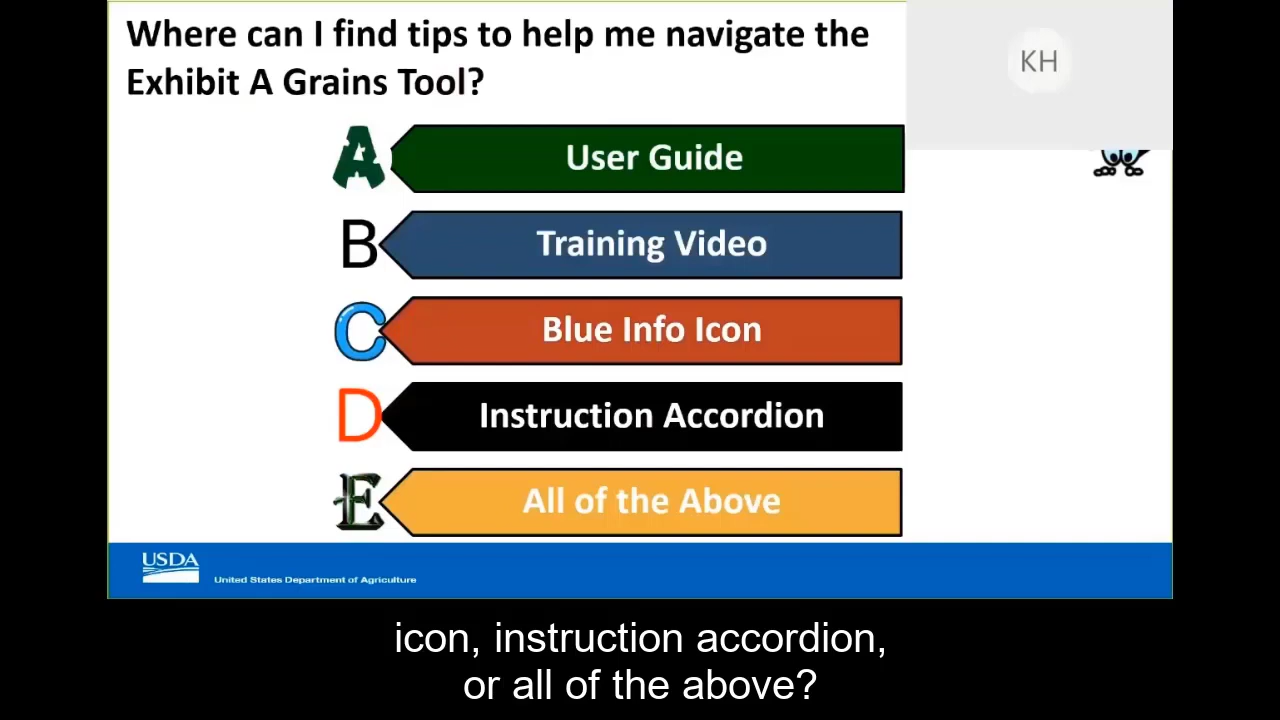 Where can I find tips to help me navigate the
Exhibit A Grains Tool?
KH
A
User Guide
B
Training Video
C
Blue Info Icon
D
Instruction Accordion
E
All of the Above
USDA
United States Department of Agriculture
icon, instruction accordion,
or all of the above?